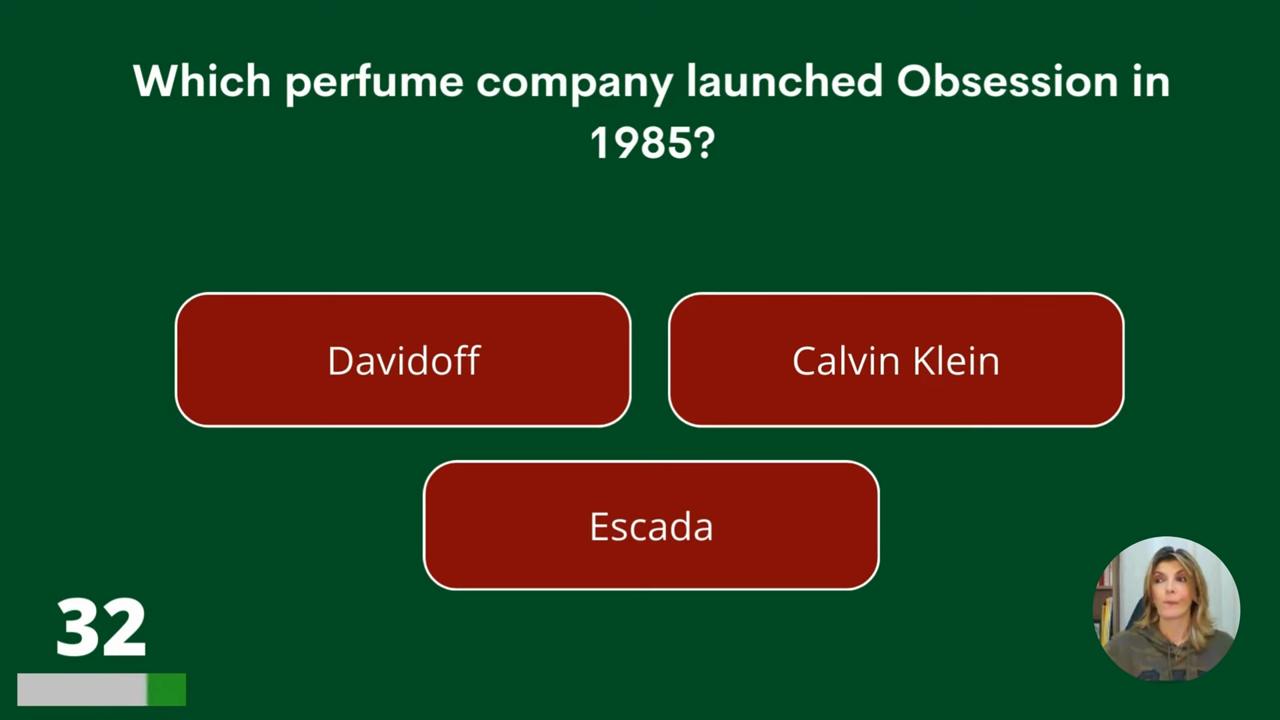 Which perfume company launched Obsession in
1985?
Davidoff
Calvin Klein
Escada
32